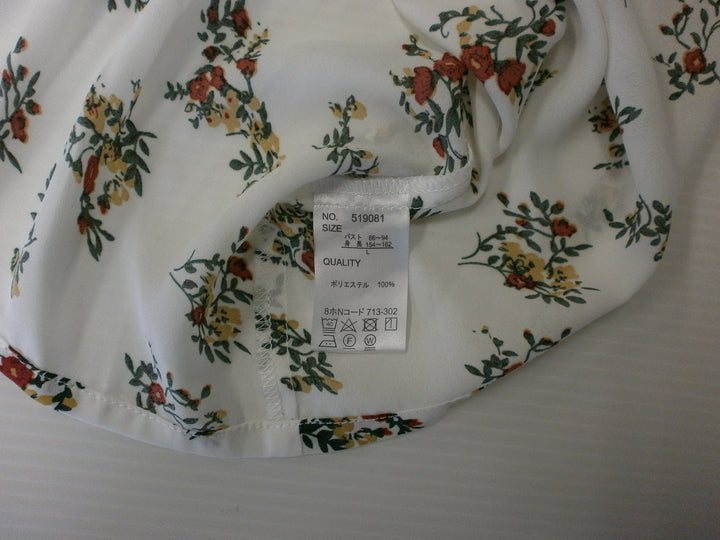 NO. 519081
SIZE
バスト 86〜94
身 長 154〜162
L
QUALITY
ポリエステル 100%
8ホNコード 713-302
40
F W